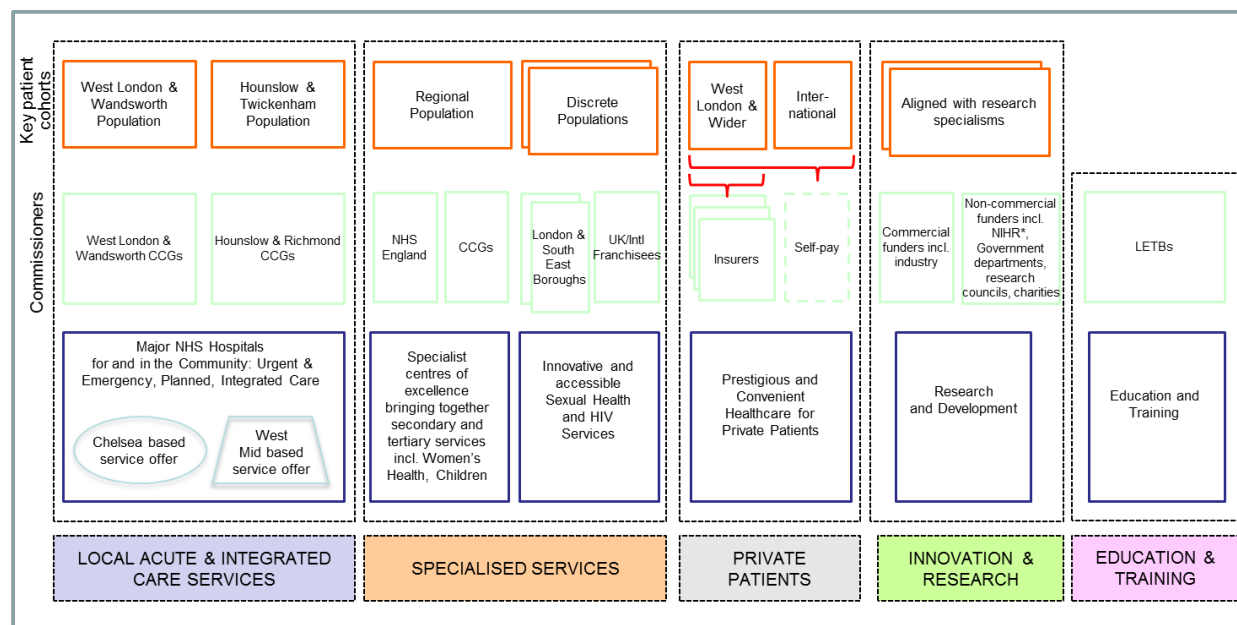 Key patient
cohorts
West London &
Wandsworth
Population
Hounslow &
Twickenham
Population
Regional
Population
Discrete
Populations
West
London &
Wider
Inter-
national
Aligned with research
specialisms
Commissioners
West London &
Wandsworth CCGs
Hounslow & Richmond
CCGs
NHS
England
CCGs
London &
South
East
Boroughs
UK/Intl
Franchisees
Insurers
Self-pay
Commercial
funders incl.
industry
Non-commercial
funders incl.
NIHR*,
Government
departments,
research
councils, charities
LETBs
Major NHS Hospitals
for and in the Community: Urgent &
Emergency, Planned, Integrated Care
Chelsea based
service offer
West
Mid based
service offer
Specialist
centres of
excellence
bringing together
secondary and
tertiary services
incl. Women's
Health, Children
Innovative and
accessible
Sexual Health
and HIV
Services
Prestigious and
Convenient
Healthcare for
Private Patients
Research
and Development
Education and
Training
LOCAL ACUTE & INTEGRATED
CARE SERVICES
SPECIALISED SERVICES
PRIVATE
PATIENTS
INNOVATION &
RESEARCH
EDUCATION &
TRAINING